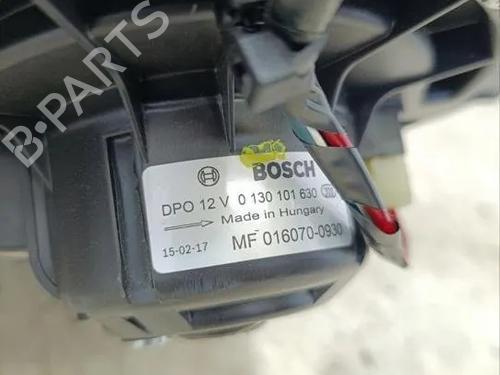 B-PARTS
BOSCH
DPO 12 V 0 130 101 630
Made in Hungary
15-02-17 MF 016070-0930